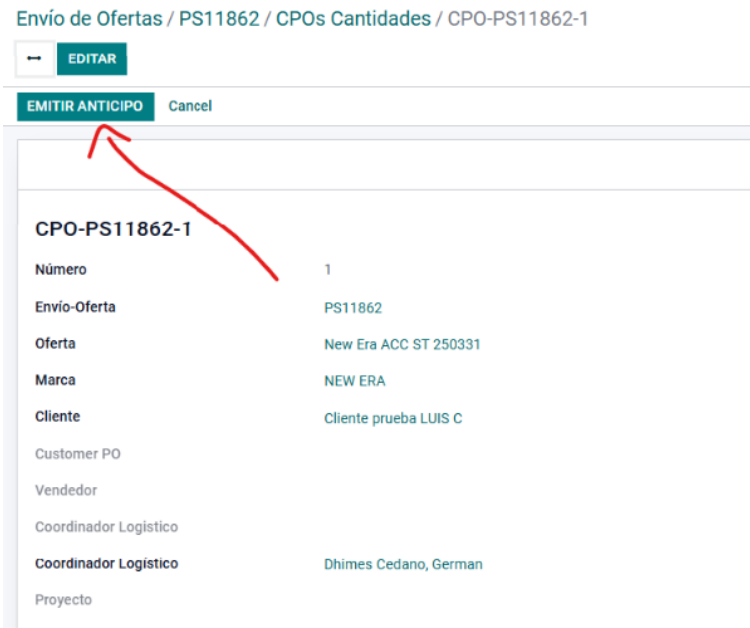 Envío de Ofertas / PS11862 / CPOs Cantidades / CPO-PS11862-1
EDITAR
EMITIR ANTICIPO Cancel
CPO-PS11862-1
Número 1
Envío-Oferta PS11862
Oferta New Era ACC ST 250331
Marca NEW ERA
Cliente Cliente prueba LUIS C
Customer PO
Vendedor
Coordinador Logistico
Coordinador Logístico Dhimes Cedano, German
Proyecto